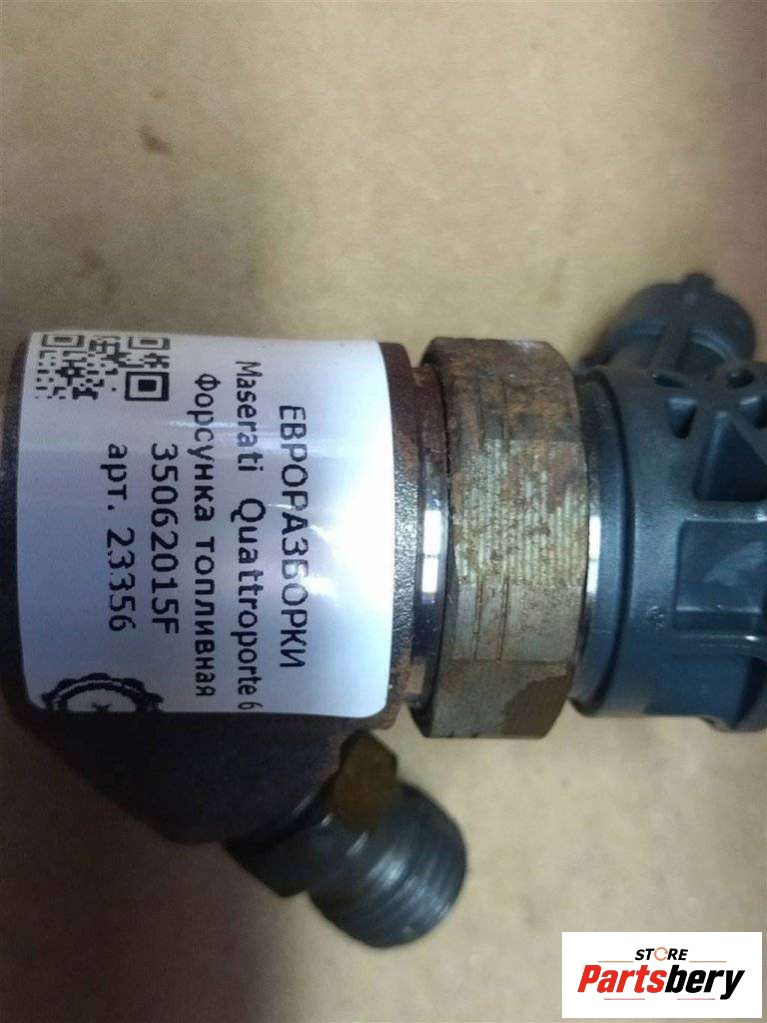 ЕВРОРАЗБОРКИ
Maserati Quattroporte 6
Форсунка топливная
35062015F
арт. 23356
STORE
Partsbery